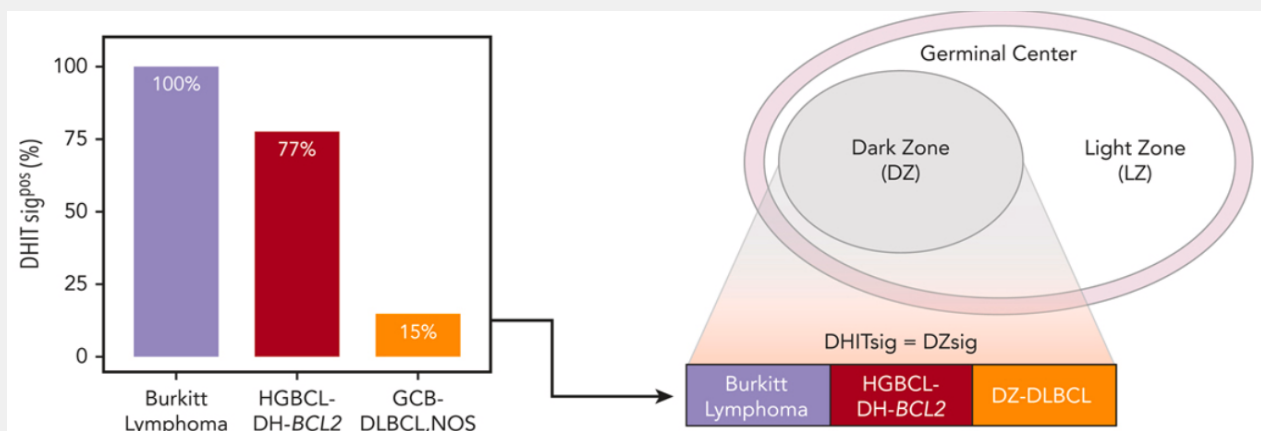 DHIT sig^pos (%)
100
75
50
25
0
100%
77%
15%
Burkitt
Lymphoma
HGBCL-
DH-BCL2
GCB-
DLBCL,NOS
Germinal Center
Dark Zone
(DZ)
Light Zone
(LZ)
DHITsig = DZsig
Burkitt
Lymphoma
HGBCL-
DH-BCL2
DZ-DLBCL